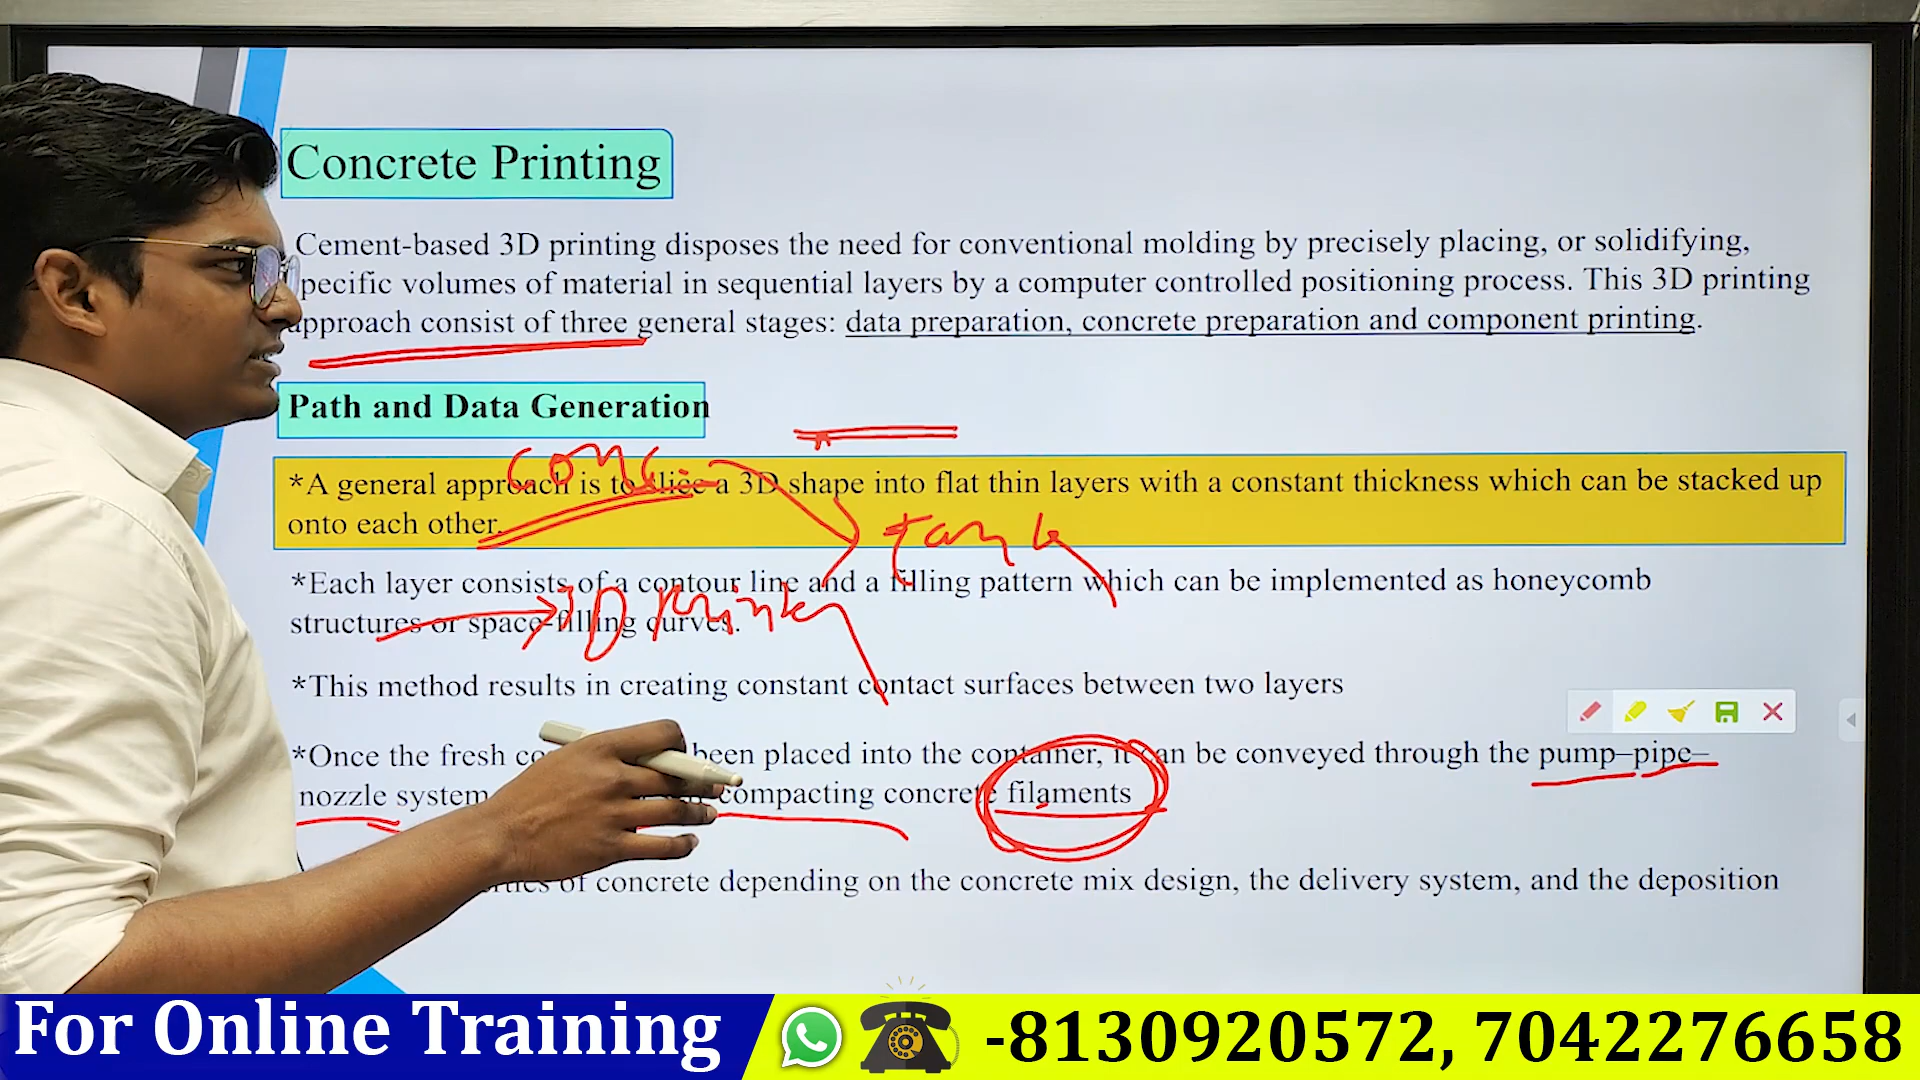 Concrete Printing
Cement-based 3D printing disposes the need for conventional molding by precisely placing, or solidifying,
pecific volumes of material in sequential layers by a computer controlled positioning process. This 3D printing
pproach consist of three general stages: data preparation, concrete preparation and component printing.
Path and Data Generation
conc
*A general approach is to slice a 3D shape into flat thin layers with a constant thickness which can be stacked up
onto each other.
tank
*Each layer consists of a contour line and a filling pattern which can be implemented as honeycomb
structures or space-filling curves.
3D Printer
*This method results in creating constant contact surfaces between two layers
*Once the fresh co been placed into the container, it can be conveyed through the pump–pipe–
nozzle system compacting concrete filaments
of concrete depending on the concrete mix design, the delivery system, and the deposition
For Online Training -8130920572, 7042276658